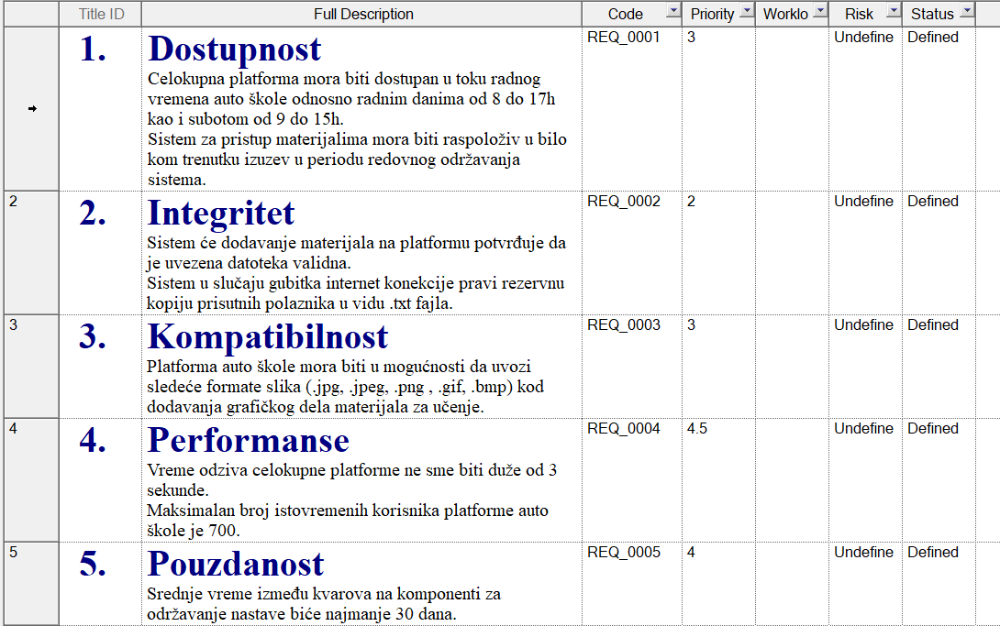 Title ID Full Description Code Priority Worklo Risk Status
1. Dostupnost REQ_0001 3 Undefine Defined
Celokupna platforma mora biti dostupan u toku radnog
vremena auto škole odnosno radnim danima od 8 do 17h
kao i subotom od 9 do 15h.
Sistem za pristup materijalima mora biti raspoloživ u bilo
kom trenutku izuzev u periodu redovnog održavanja
sistema.
2 2. Integritet REQ_0002 2 Undefine Defined
Sistem će dodavanje materijala na platformu potvrđuje da
je uvezena datoteka validna.
Sistem u slučaju gubitka internet konekcije pravi rezervnu
kopiju prisutnih polaznika u vidu .txt fajla.
3 3. Kompatibilnost REQ_0003 3 Undefine Defined
Platforma auto škole mora biti u mogućnosti da uvozi
sledeće formate slika (.jpg, .jpeg, .png , .gif, .bmp) kod
dodavanja grafičkog dela materijala za učenje.
4 4. Performanse REQ_0004 4.5 Undefine Defined
Vreme odziva celokupne platforme ne sme biti duže od 3
sekunde.
Maksimalan broj istovremenih korisnika platforme auto
škole je 700.
5 5. Pouzdanost REQ_0005 4 Undefine Defined
Srednje vreme između kvarova na komponenti za
održavanje nastave biće najmanje 30 dana.